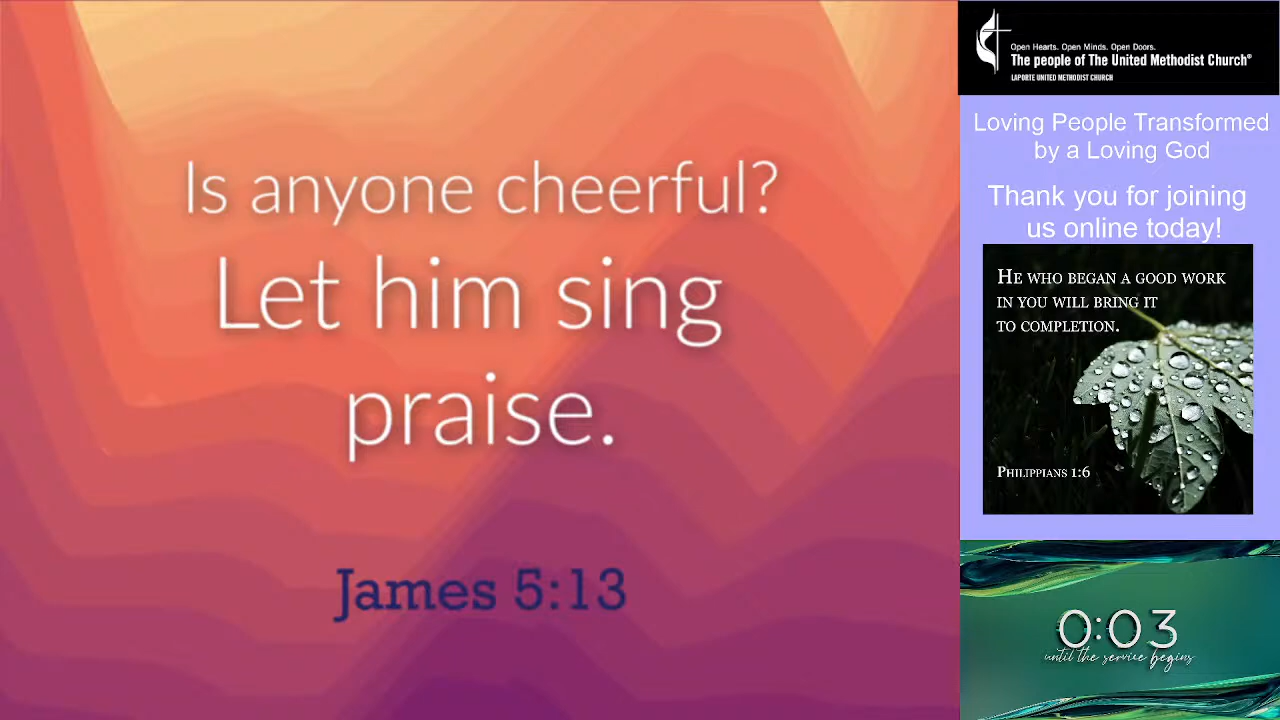 Is anyone cheerful?
Let him sing
praise.
James 5:13
Open Hearts. Open Minds. Open Doors.
The people of The United Methodist Church®
LAPORTE UNITED METHODIST CHURCH
Loving People Transformed
by a Loving God
Thank you for joining
us online today!
HE WHO BEGAN A GOOD WORK
IN YOU WILL BRING IT
TO COMPLETION.
PHILIPPIANS 1:6
0:03
until the service begins